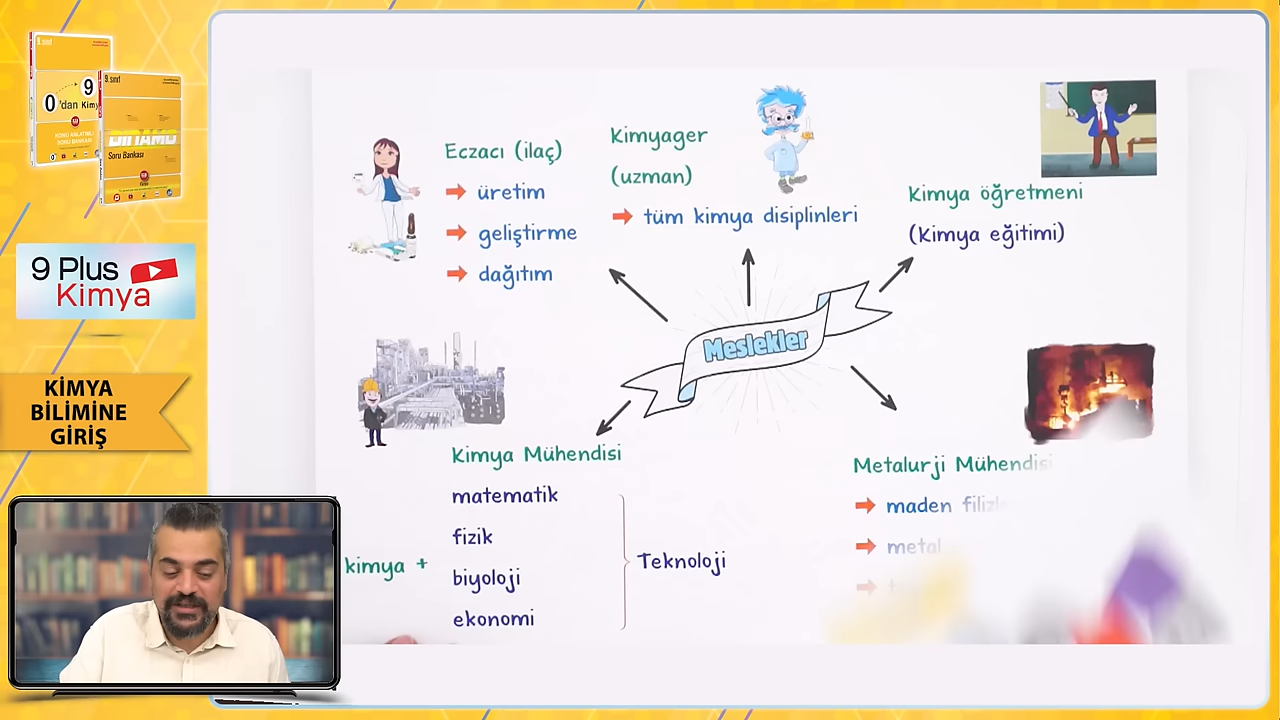 9.sınıf
0'dan Kimy
9
KONU ANLATIMLI
SORU BANKASI
9.sınıf
DİNAMO
Soru Bankası
9 Plus
Kimya
KİMYA
BİLİMİNE
GİRİŞ
Eczacı (ilaç)
üretim
geliştirme
dağıtım
Kimyager
(uzman)
tüm kimya disiplinleri
Kimya öğretmeni
(Kimya eğitimi)
Meslekler
Kimya Mühendisi
kimya +
matematik
fizik
biyoloji
ekonomi
Teknoloji
Metalurji Mühendisi
maden filizle
metal